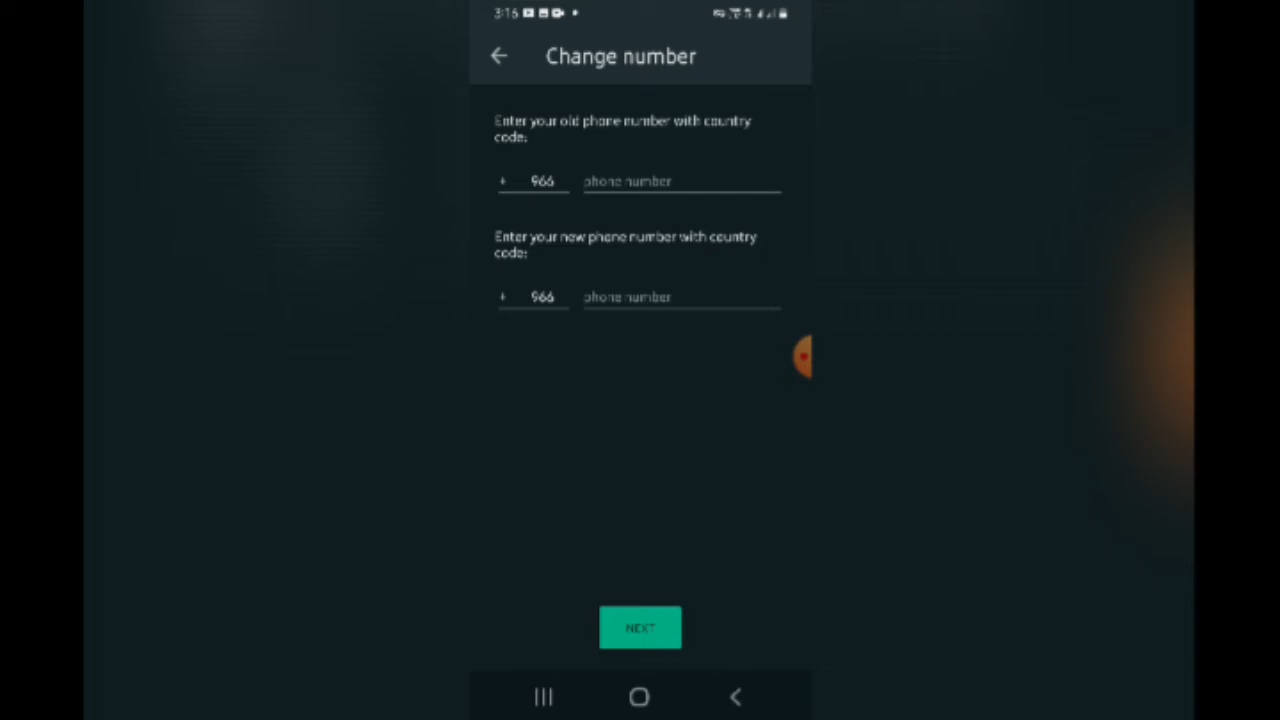 3:16
Change number
Enter your old phone number with country
code:
+ 966 phone number
Enter your new phone number with country
code:
+ 966 phone number
NEXT